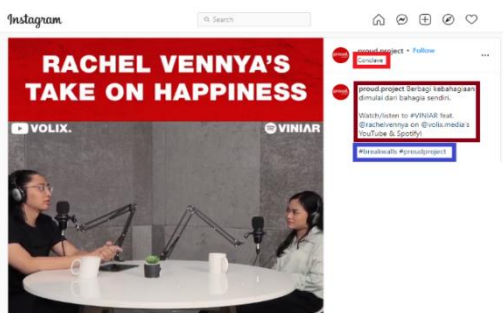 Instagram
Search
RACHEL VENNYA'S
TAKE ON HAPPINESS
VOLIX.
VINIAR
proud.project • Follow
Conclave
proud.project Berbagi kebahagiaan
dimulai dari bahagia sendiri.
Watch/listen to #VINIAR feat.
@rachelvennya on @volix.media's
YouTube & Spotify!
#breakwalls #proudproject